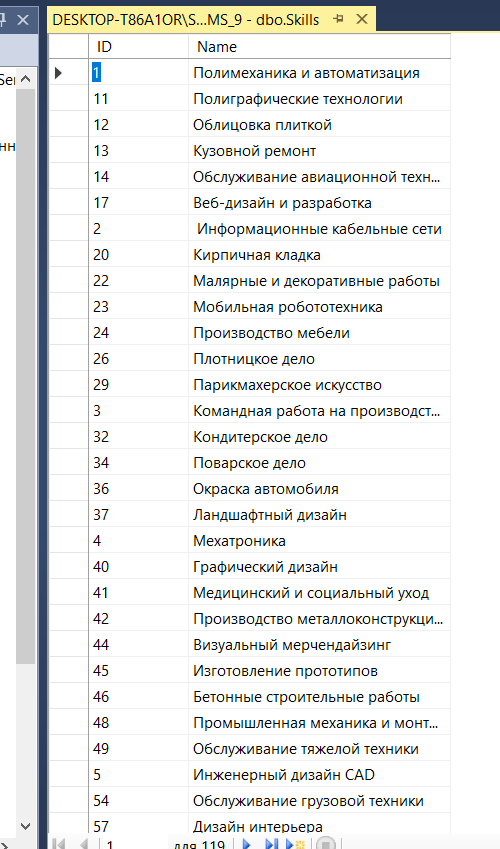 DESKTOP-T86A1OR\S...MS_9 - dbo.Skills
ID Name
1 Полимеханика и автоматизация
11 Полиграфические технологии
12 Облицовка плиткой
13 Кузовной ремонт
14 Обслуживание авиационной техн...
17 Веб-дизайн и разработка
2 Информационные кабельные сети
20 Кирпичная кладка
22 Малярные и декоративные работы
23 Мобильная робототехника
24 Производство мебели
26 Плотницкое дело
29 Парикмахерское искусство
3 Командная работа на производст...
32 Кондитерское дело
34 Поварское дело
36 Окраска автомобиля
37 Ландшафтный дизайн
4 Мехатроника
40 Графический дизайн
41 Медицинский и социальный уход
42 Производство металлоконструкци...
44 Визуальный мерчендайзинг
45 Изготовление прототипов
46 Бетонные строительные работы
48 Промышленная механика и монт...
49 Обслуживание тяжелой техники
5 Инженерный дизайн CAD
54 Обслуживание грузовой техники
57 Дизайн интерьера
1 для 119